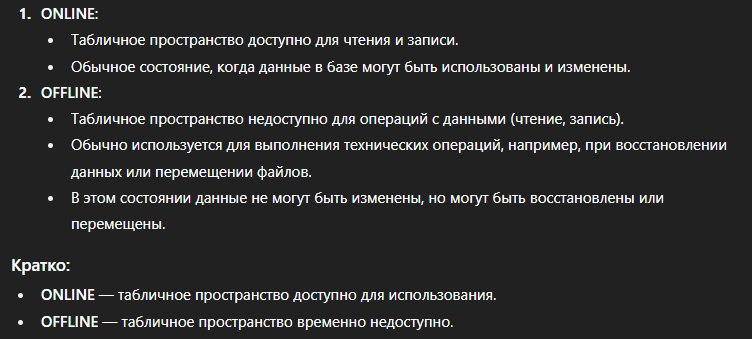 1. ONLINE:
• Табличное пространство доступно для чтения и записи.
• Обычное состояние, когда данные в базе могут быть использованы и изменены.
2. OFFLINE:
• Табличное пространство недоступно для операций с данными (чтение, запись).
• Обычно используется для выполнения технических операций, например, при восстановлении
данных или перемещении файлов.
• В этом состоянии данные не могут быть изменены, но могут быть восстановлены или
перемещены.
Кратко:
• ONLINE — табличное пространство доступно для использования.
• OFFLINE — табличное пространство временно недоступно.